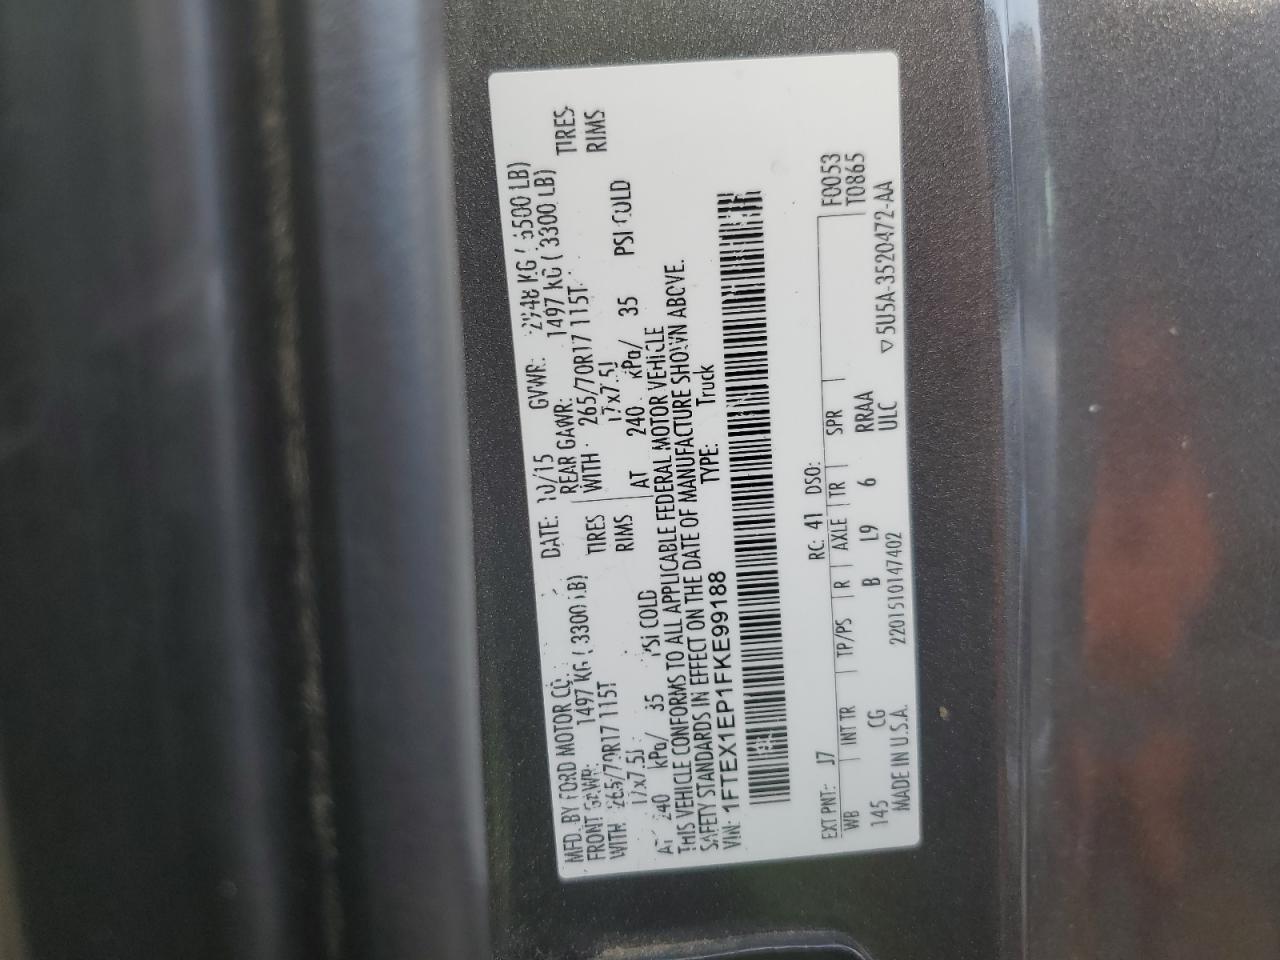 MFD. BY FORD MOTOR CO. DATE: 10/15 GVWR: 2948 KG ( 6500 LB)
FRONT GAWR: 1497 KG ( 3300 LB) REAR GAWR: 1497 KG ( 3300 LB)
WITH 265/70R17 115T TIRES WITH 265/70R17 115T TIRES
17x7.5J RIMS 17x7.5J RIMS
AT 240 kPa/ 35 PSI COLD AT 240 kPa/ 35 PSI COLD
THIS VEHICLE CONFORMS TO ALL APPLICABLE FEDERAL MOTOR VEHICLE
SAFETY STANDARDS IN EFFECT ON THE DATE OF MANUFACTURE SHOWN ABOVE.
VIN: 1FTEX1EP1FKE99188 TYPE: Truck
EXT PNT: J7 RC: 41 DSO: F0053
WB INT TR TP/PS R AXLE TR SPR T0865
145 CG B L9 6 RRAA
MADE IN U.S.A. 2201510147402 ULC ▽5U5A-3520472-AA